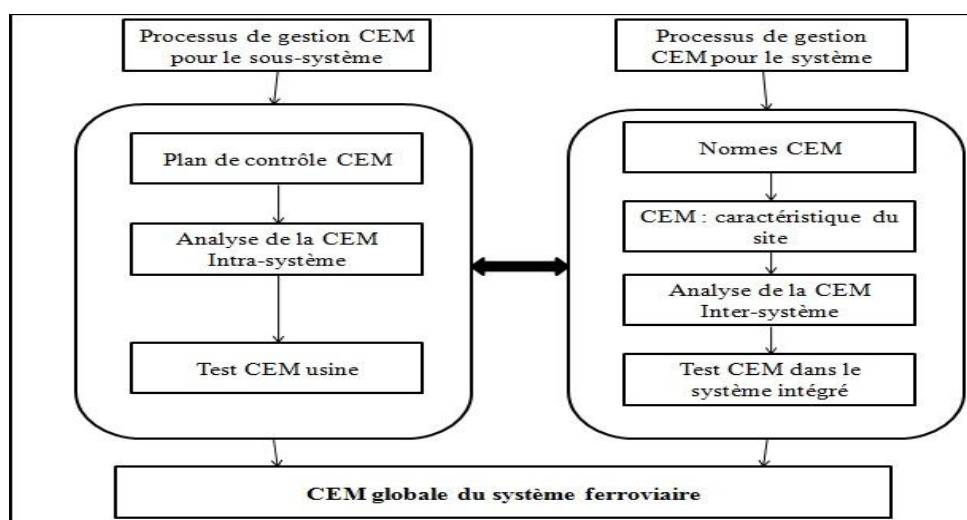 Processus de gestion CEM
pour le sous-système
Plan de contrôle CEM
Analyse de la CEM
Intra-système
Test CEM usine
Processus de gestion
CEM pour le système
Normes CEM
CEM : caractéristique du
site
Analyse de la CEM
Inter-système
Test CEM dans le
système intégré
CEM globale du système ferroviaire